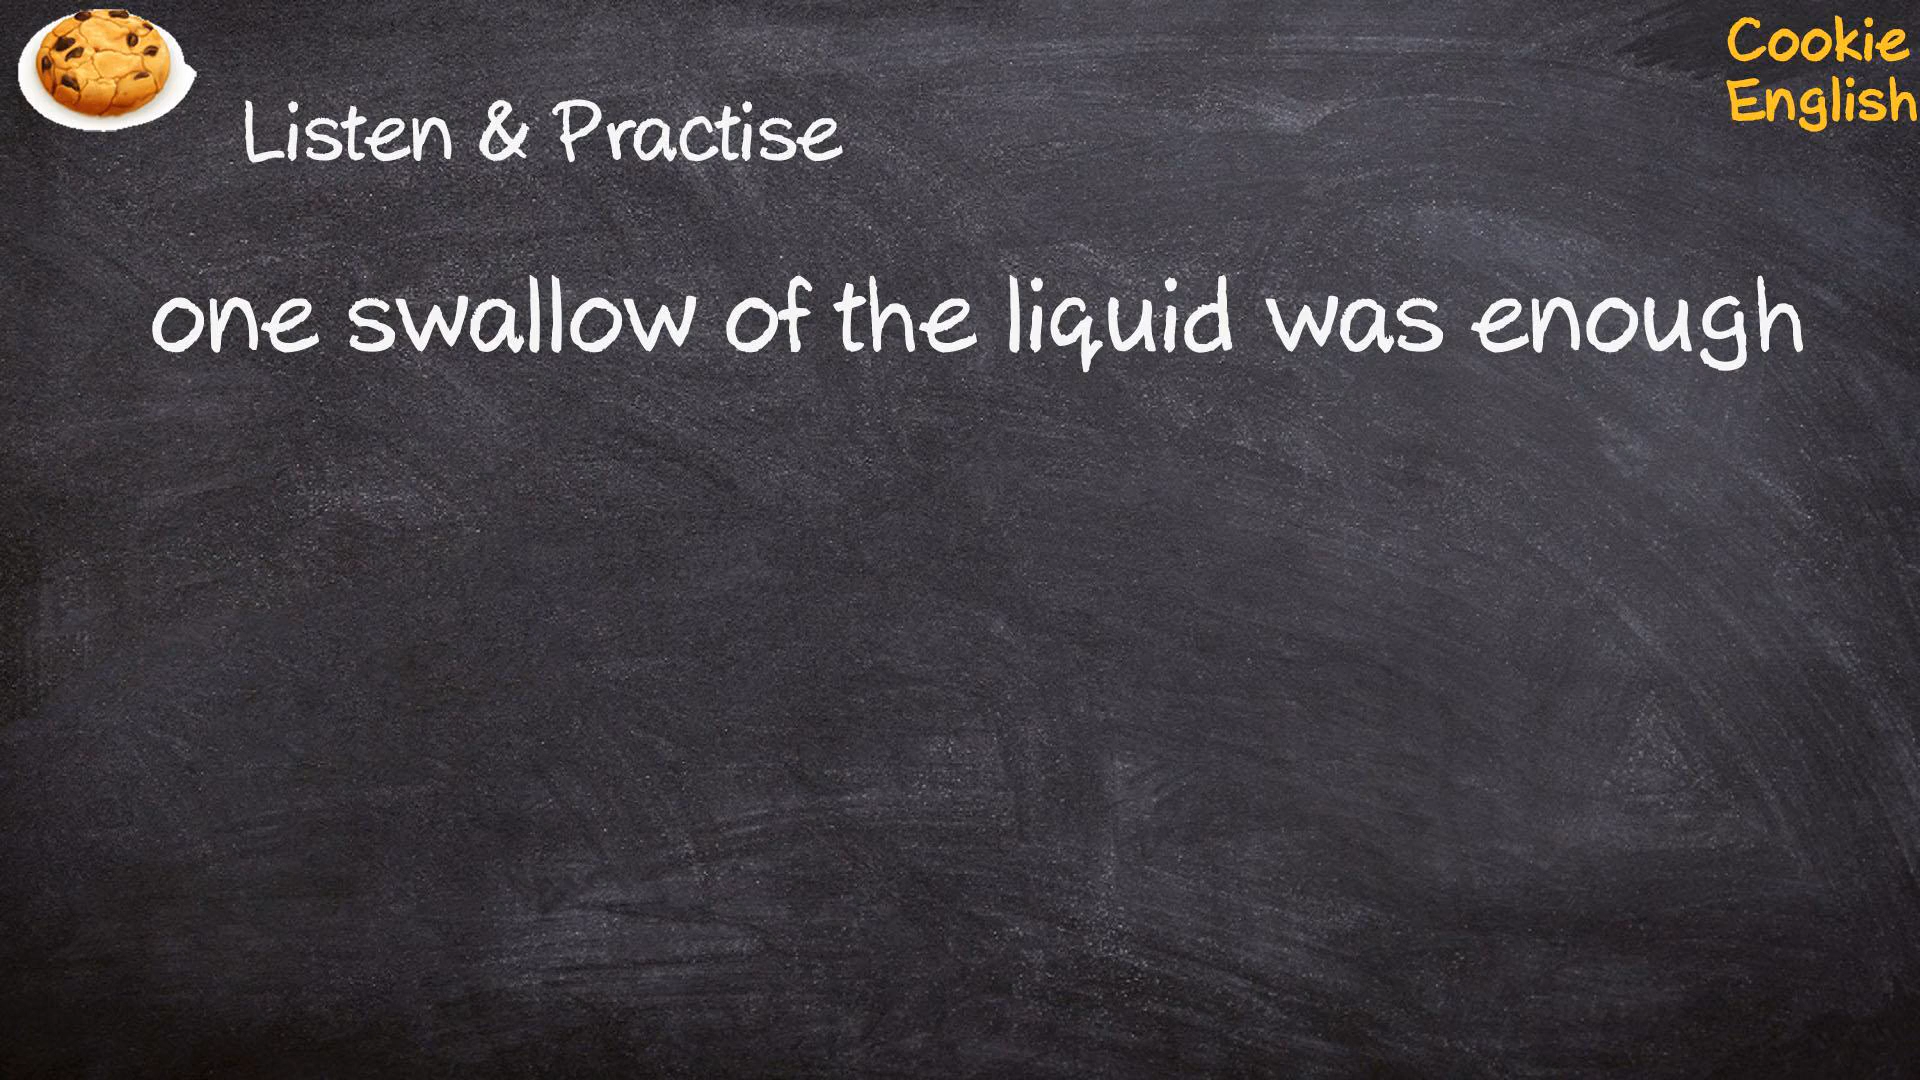 Cookie
English
Listen & Practise
one swallow of the liquid was enough